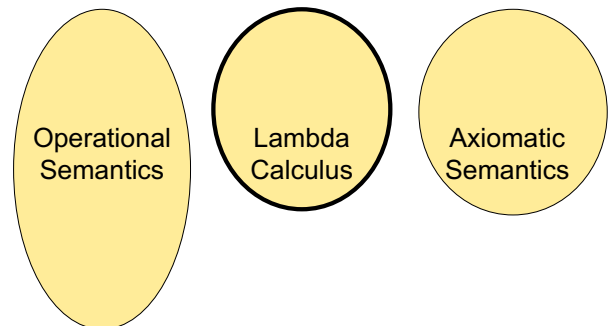 Operational
Semantics
Lambda
Calculus
Axiomatic
Semantics